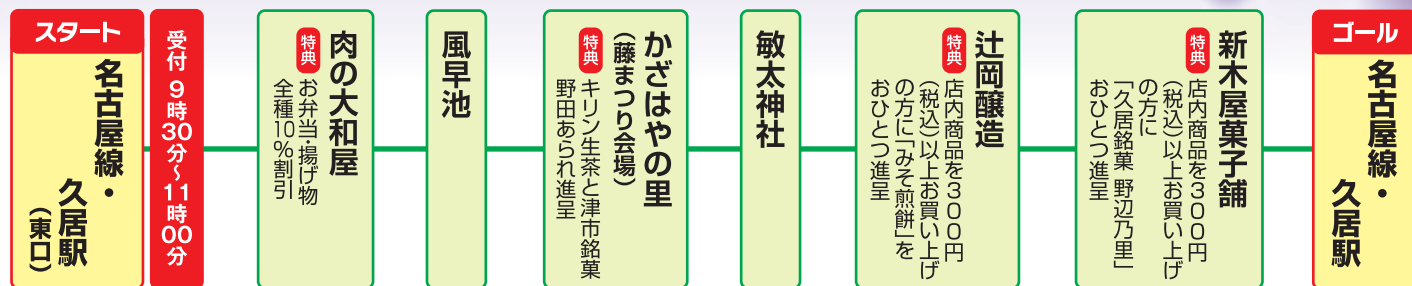 スタート
名古屋線・
久居駅
（東口）
受付 9時30分～11時00分
肉の大和屋
特典
お弁当・揚げ物
全種10％割引
風早池
かざはやの里
（藤まつり会場）
特典
キリン生茶と津市銘菓
野田あられ進呈
敏太神社
辻岡醸造
特典
店内商品を300円
（税込）以上お買い上げ
の方に「みそ煎餅」を
おひとつ進呈
新木屋菓子舗
特典
店内商品を300円
（税込）以上お買い上げ
の方に
「久居銘菓 野辺乃里」
おひとつ進呈
ゴール
名古屋線・
久居駅